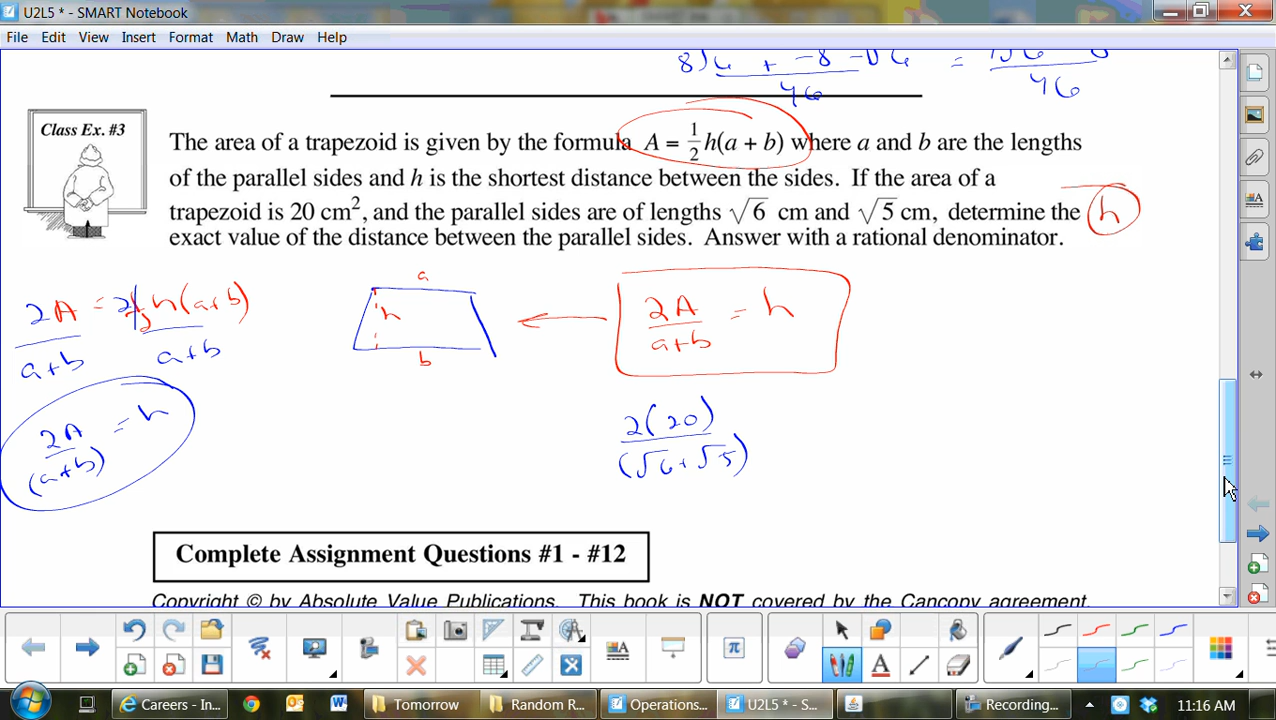 U2L5 * - SMART Notebook
File Edit View Insert Format Math Draw Help
8√6 + -8 -√6 =
46 46
Class Ex. #3
The area of a trapezoid is given by the formula A = 1/2 h(a + b) where a and b are the lengths
of the parallel sides and h is the shortest distance between the sides. If the area of a
trapezoid is 20 cm², and the parallel sides are of lengths √6 cm and √5 cm, determine the h
exact value of the distance between the parallel sides. Answer with a rational denominator.
2A = 2 1/2 h(a+b)
a+b a+b
2A = h
(a+b)
a
h
b
2A = h
a+b
2(20)
(√6+√5)
Complete Assignment Questions #1 - #12
Copyright © by Absolute Value Publications. This book is NOT covered by the Cancopy agreement.
Careers - In...
Tomorrow
Random R...
Operations...
U2L5 * - S...
Recording...
11:16 AM